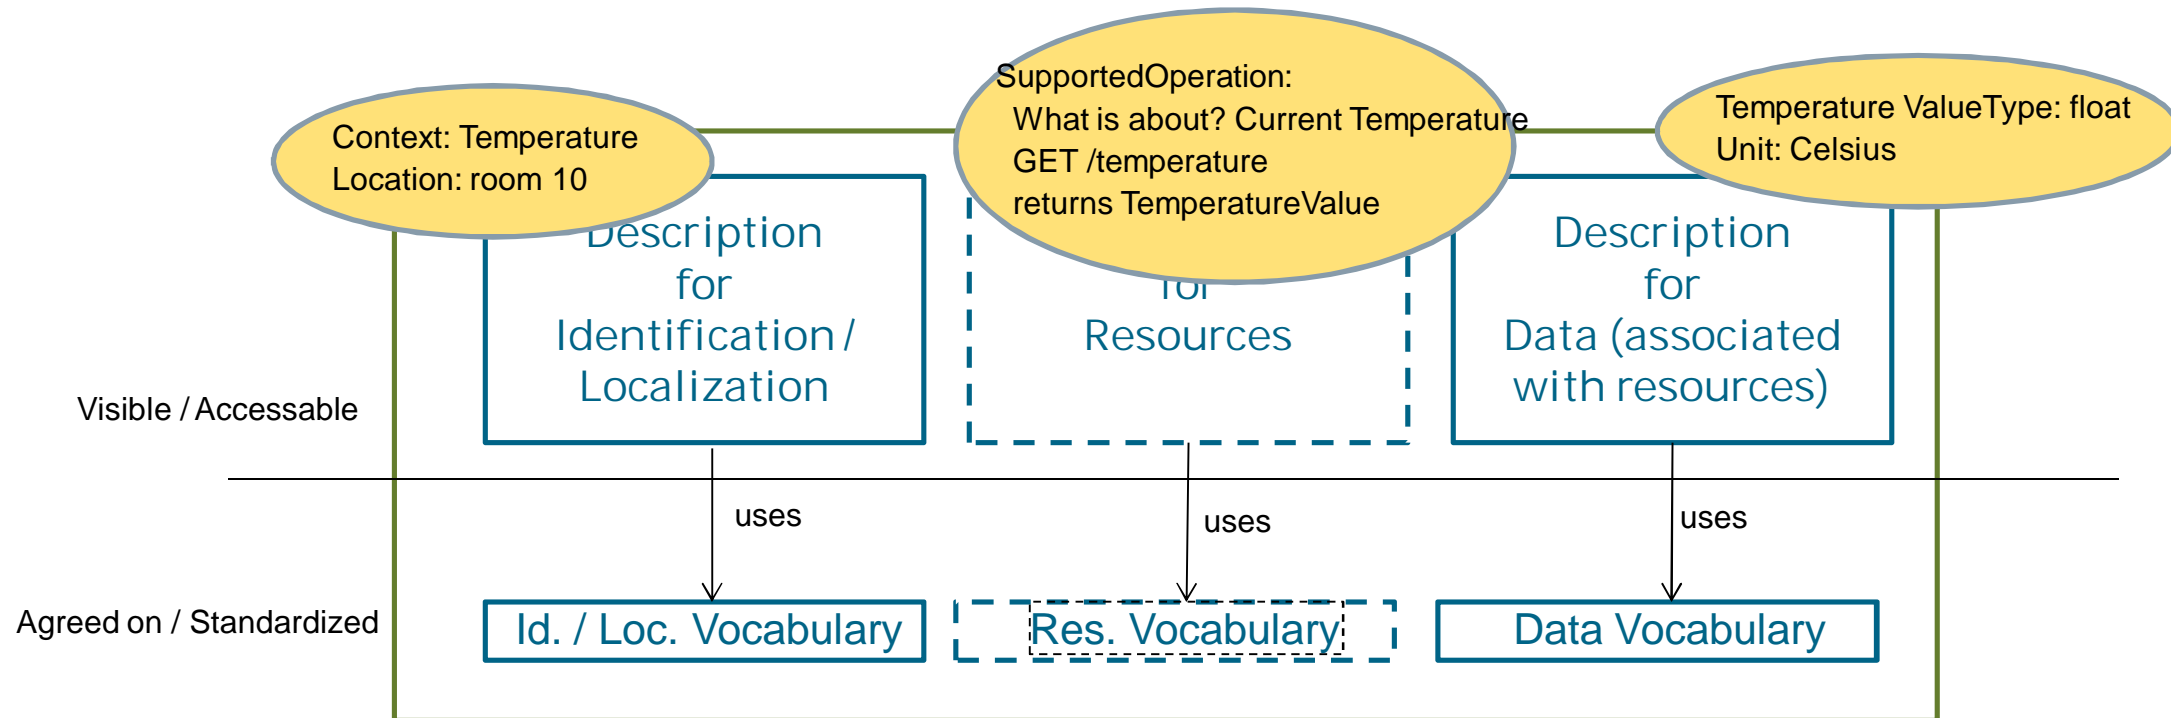 SupportedOperation:
What is about? Current Temperature
GET /temperature
returns TemperatureValue
Context: Temperature
Location: room 10
Temperature ValueType: float
Unit: Celsius
Description
for
Identification /
Localization
for
Resources
Description
for
Data (associated
with resources)
Visible / Accessable
uses
uses
uses
Agreed on / Standardized
Id. / Loc. Vocabulary
Res. Vocabulary
Data Vocabulary